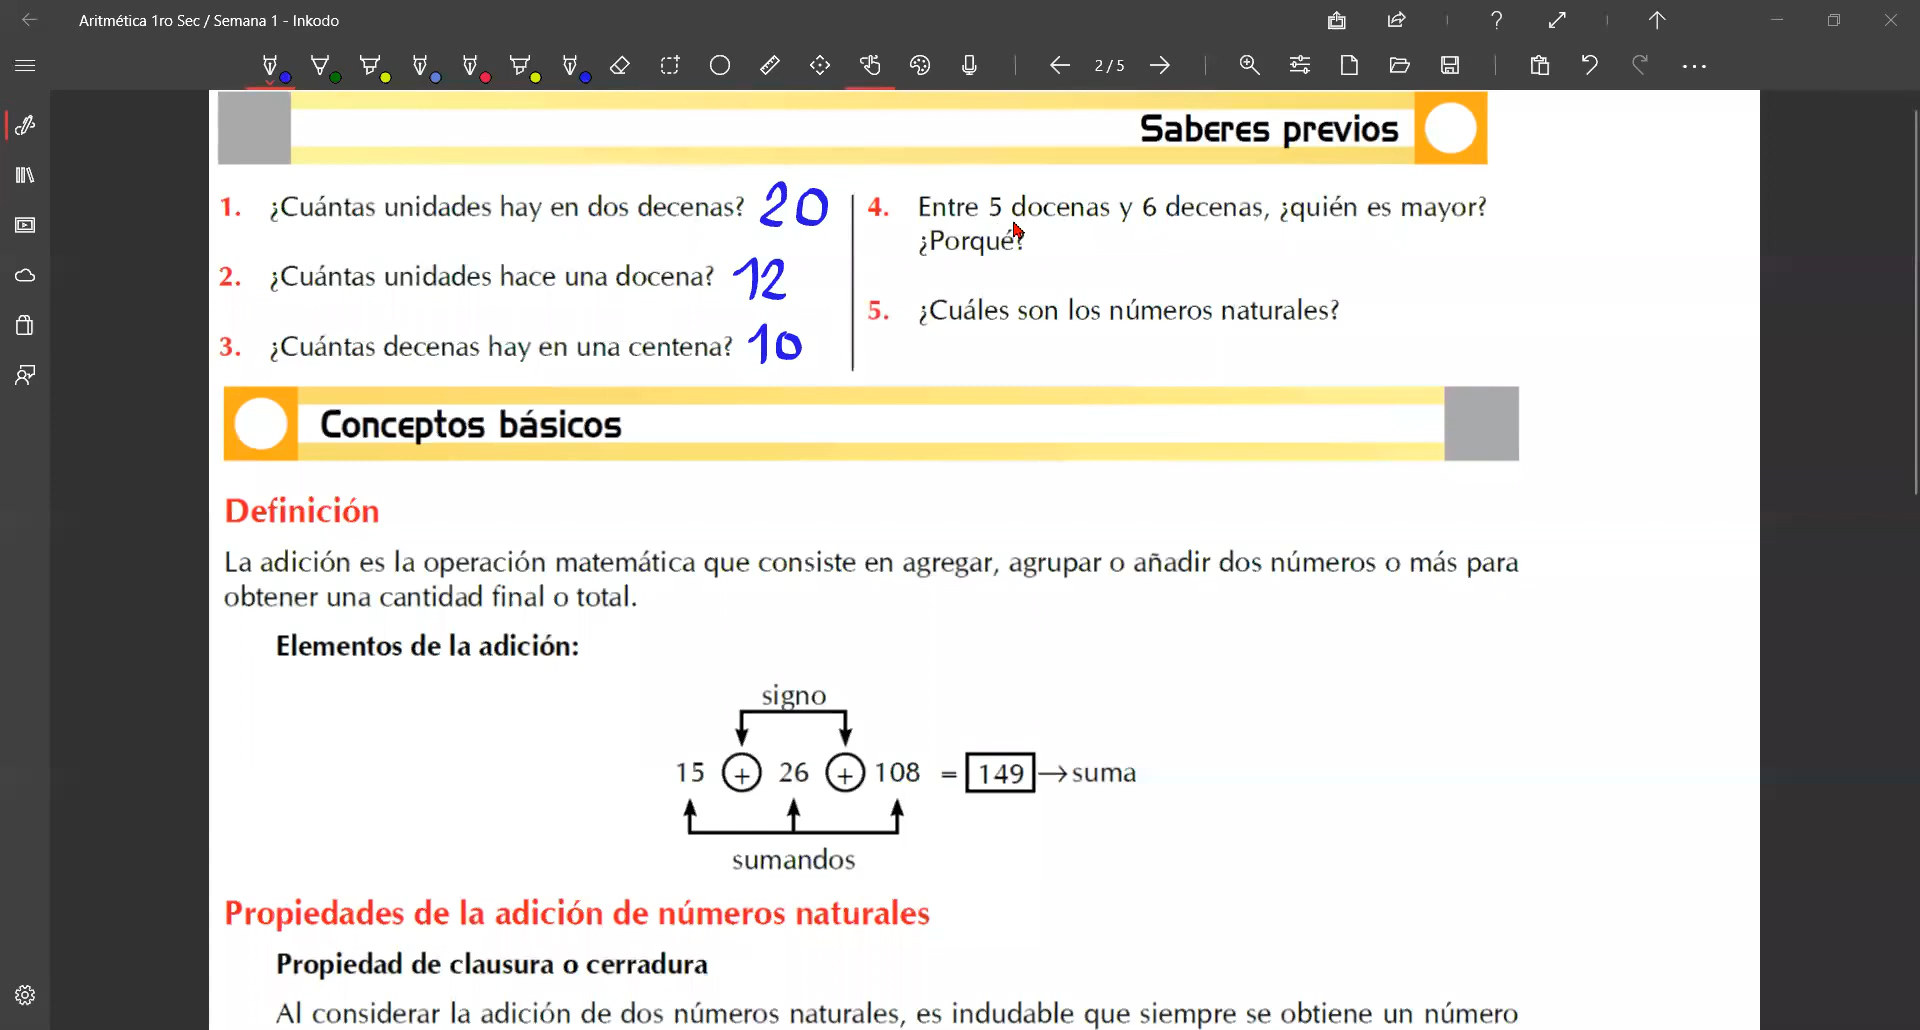 Aritmética 1ro Sec / Semana 1 - Inkodo
2 / 5
Saberes previos
1. ¿Cuántas unidades hay en dos decenas? 20
2. ¿Cuántas unidades hace una docena? 12
3. ¿Cuántas decenas hay en una centena? 10
4. Entre 5 docenas y 6 decenas, ¿quién es mayor?
¿Porqué?
5. ¿Cuáles son los números naturales?
Conceptos básicos
Definición
La adición es la operación matemática que consiste en agregar, agrupar o añadir dos números o más para
obtener una cantidad final o total.
Elementos de la adición:
signo
15 + 26 + 108 = 149 → suma
sumandos
Propiedades de la adición de números naturales
Propiedad de clausura o cerradura
Al considerar la adición de dos números naturales, es indudable que siempre se obtiene un número